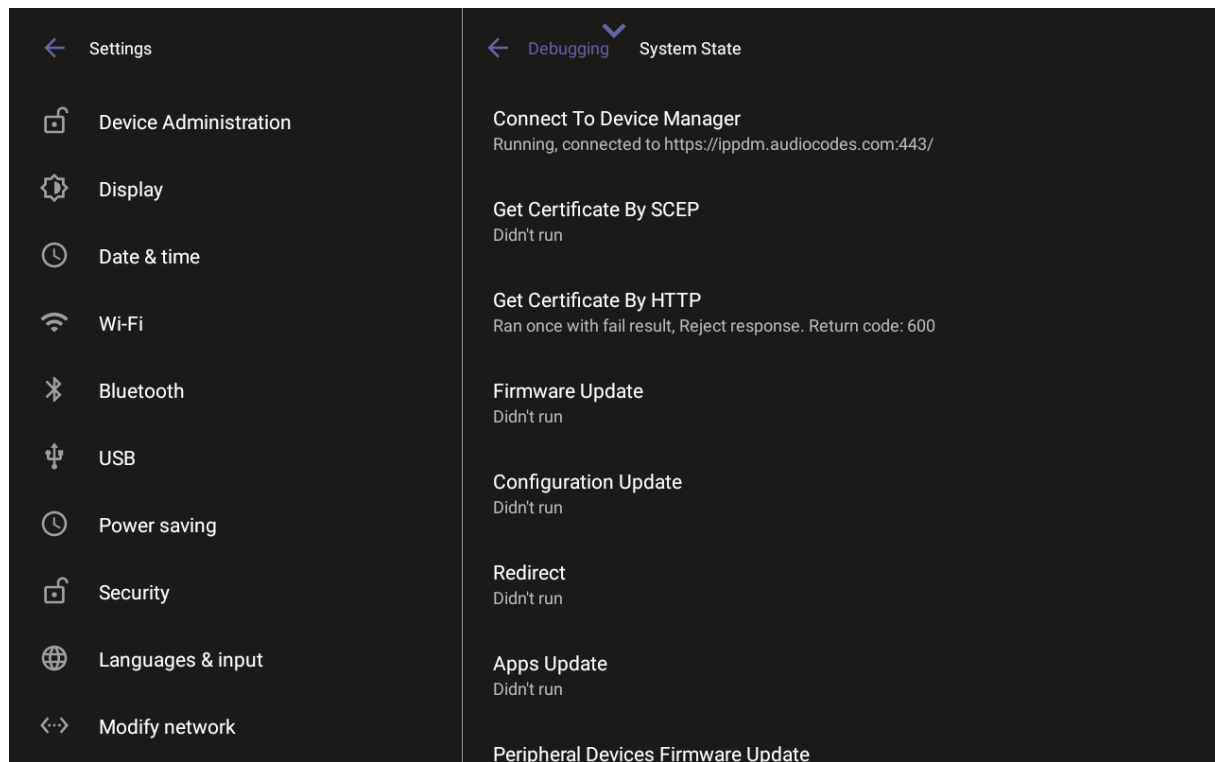 Settings
Device Administration
Display
Date & time
Wi-Fi
Bluetooth
USB
Power saving
Security
Languages & input
Modify network
Debugging System State
Connect To Device Manager
Running, connected to https://ippdm.audiocodes.com:443/
Get Certificate By SCEP
Didn't run
Get Certificate By HTTP
Ran once with fail result, Reject response. Return code: 600
Firmware Update
Didn't run
Configuration Update
Didn't run
Redirect
Didn't run
Apps Update
Didn't run
Peripheral Devices Firmware Update